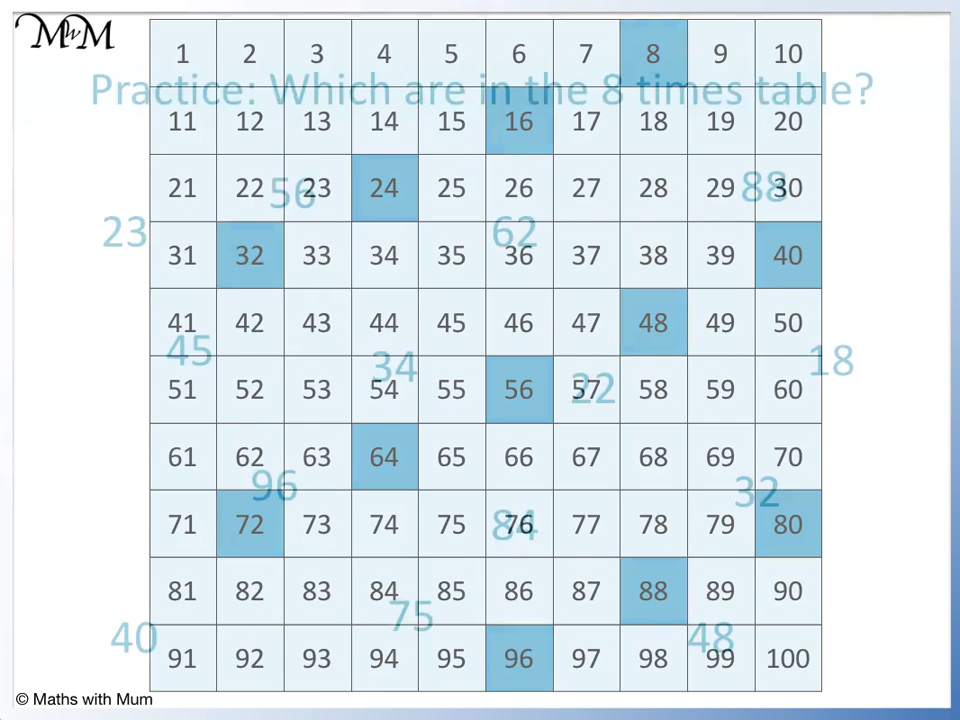 MwM
1 2 3 4 5 6 7 8 9 10
Practice: Which are in the 8 times table?
11 12 13 14 15 16 17 18 19 20
21 22 23 24 25 26 27 28 29 30
56 88
23 62
31 32 33 34 35 36 37 38 39 40
41 42 43 44 45 46 47 48 49 50
45 34 18
51 52 53 54 55 56 57 58 59 60
22
61 62 63 64 65 66 67 68 69 70
96 32
71 72 73 74 75 76 77 78 79 80
84
81 82 83 84 85 86 87 88 89 90
75
40 48
91 92 93 94 95 96 97 98 99 100
© Maths with Mum